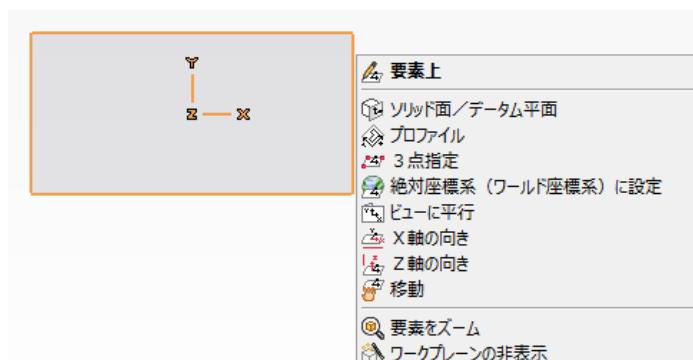 Y
Z X
要素上
ソリッド面／データム平面
プロファイル
３点指定
絶対座標系（ワールド座標系）に設定
ビューに平行
X軸の向き
Z軸の向き
移動
要素をズーム
ワークプレーンの非表示